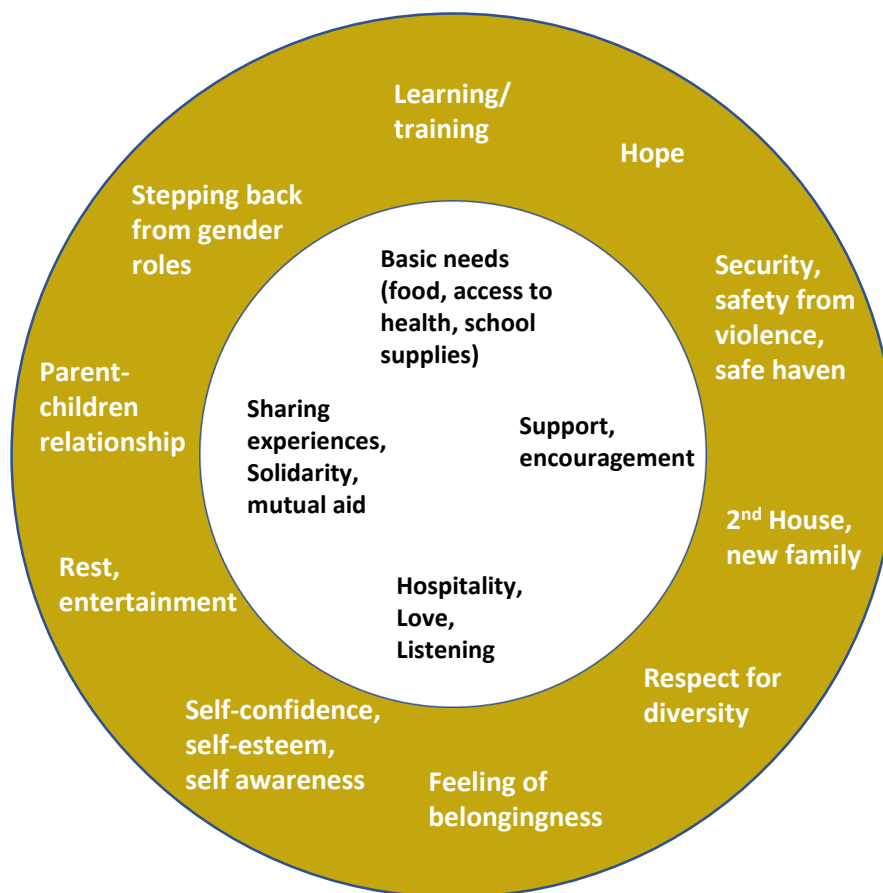 Learning/
training
Hope
Stepping back
from gender
roles
Basic needs
(food, access to
health, school
supplies)
Security,
safety from
violence,
safe haven
Parent-
children
relationship
Sharing
experiences,
Solidarity,
mutual aid
Support,
encouragement
2nd House,
new family
Rest,
entertainment
Hospitality,
Love,
Listening
Respect for
diversity
Self-confidence,
self-esteem,
self awareness
Feeling of
belongingness